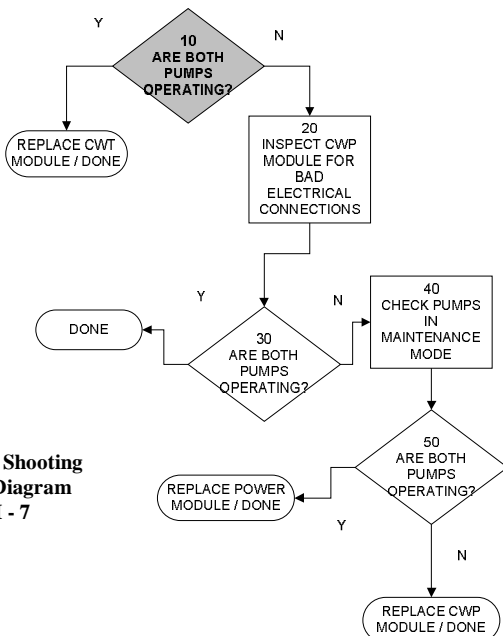 Y
N
10
ARE BOTH
PUMPS
OPERATING?
REPLACE CWT
MODULE / DONE
20
INSPECT CWP
MODULE FOR
BAD
ELECTRICAL
CONNECTIONS
Y
N
DONE
30
ARE BOTH
PUMPS
OPERATING?
40
CHECK PUMPS
IN
MAINTENANCE
MODE
Shooting
Diagram
- 7
50
ARE BOTH
PUMPS
OPERATING?
REPLACE POWER
MODULE / DONE
Y
N
REPLACE CWP
MODULE / DONE